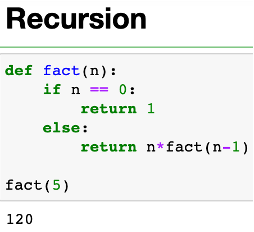 Recursion
def fact(n):
    if n == 0:
        return 1
    else:
        return n*fact(n-1)
fact(5)
120